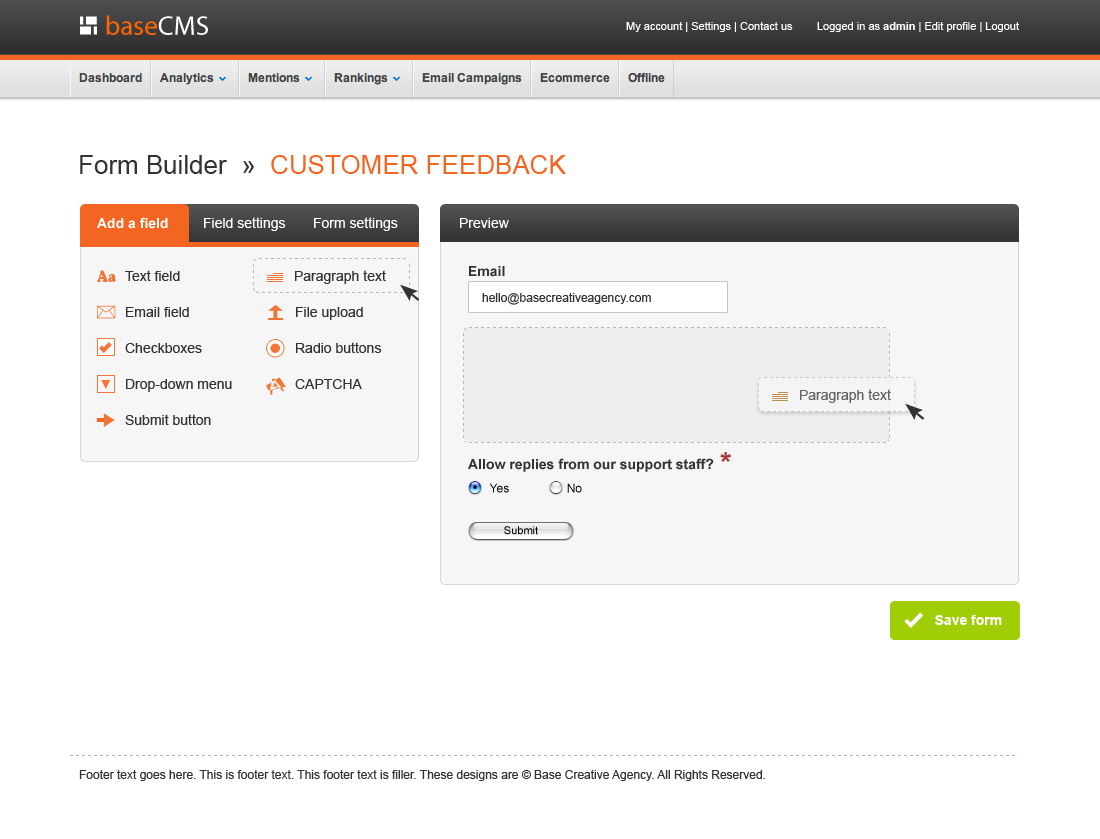 baseCMS
My account | Settings | Contact us
Logged in as admin | Edit profile | Logout
Dashboard
Analytics
Mentions
Rankings
Email Campaigns
Ecommerce
Offline
Form Builder » CUSTOMER FEEDBACK
Add a field
Field settings
Form settings
Aa Text field
Paragraph text
Email field
File upload
Checkboxes
Radio buttons
Drop-down menu
CAPTCHA
Submit button
Preview
Email
hello@basecreativeagency.com
Paragraph text
Allow replies from our support staff? *
Yes
No
Submit
Save form
Footer text goes here. This is footer text. This footer text is filler. These designs are © Base Creative Agency. All Rights Reserved.